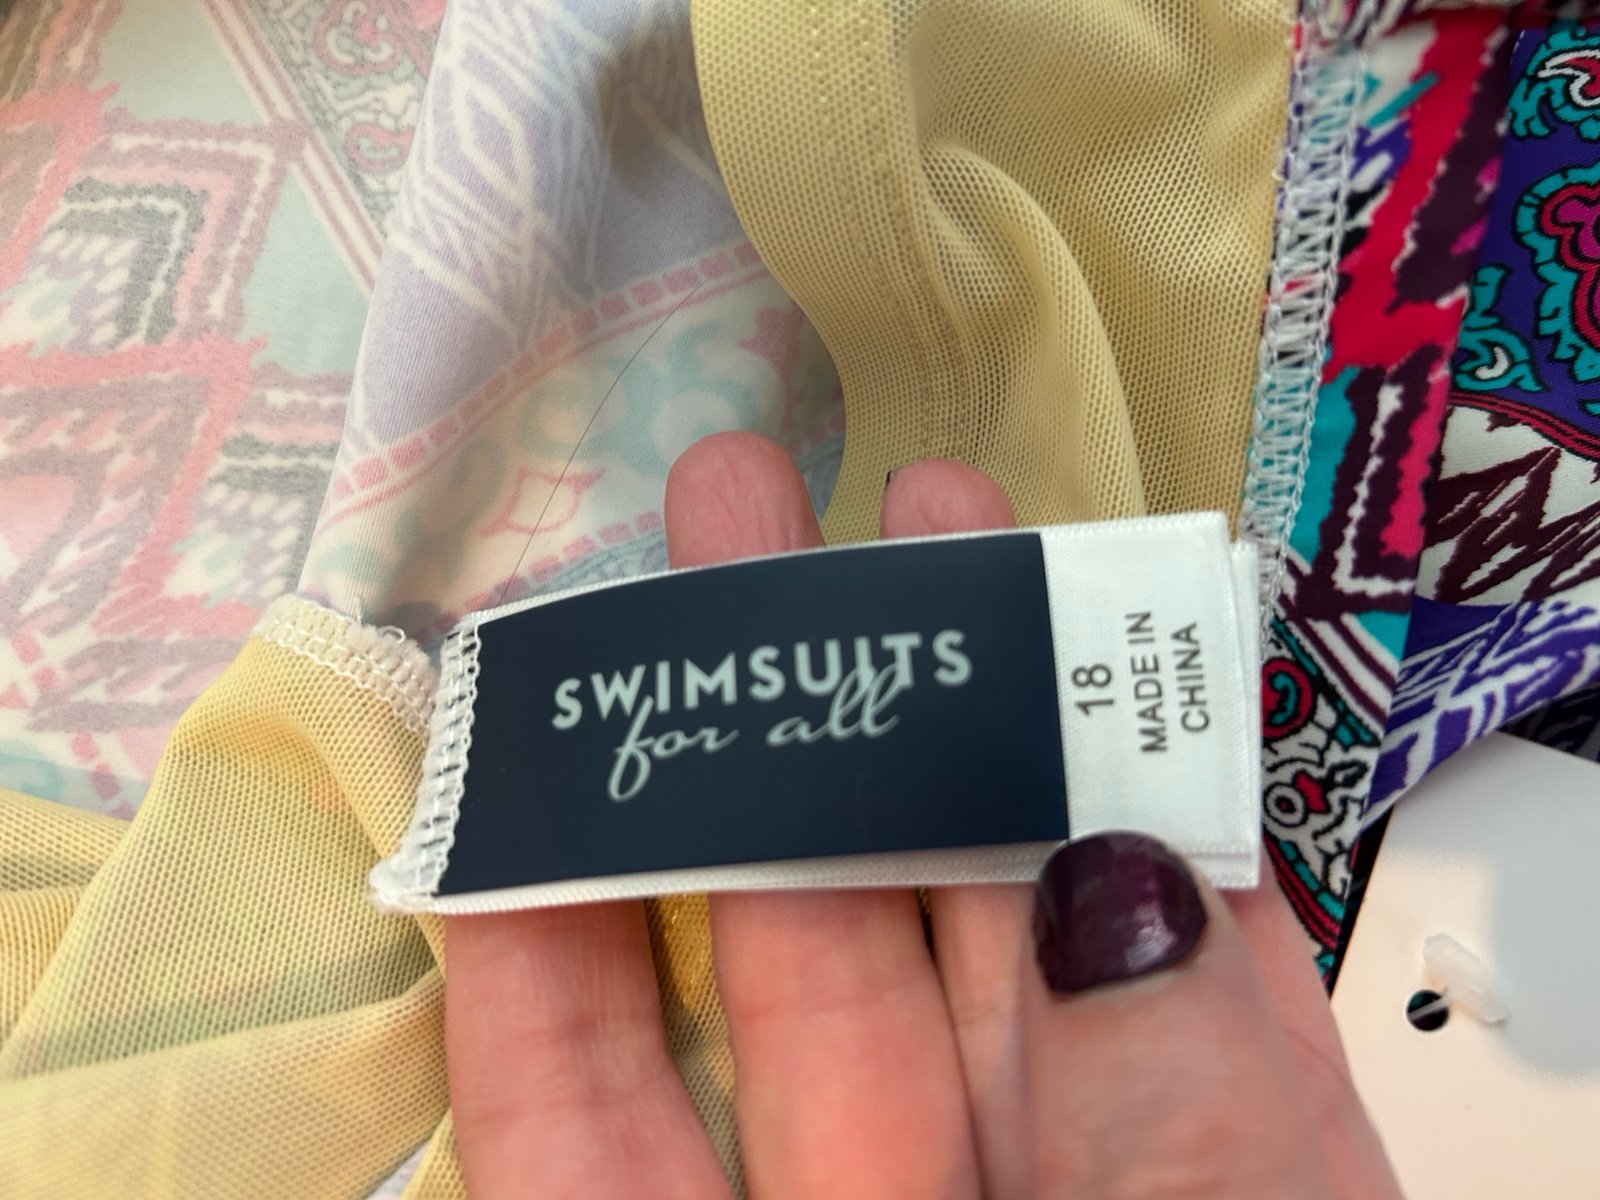 SWIMSUITS
for all
18
MADE IN
CHINA